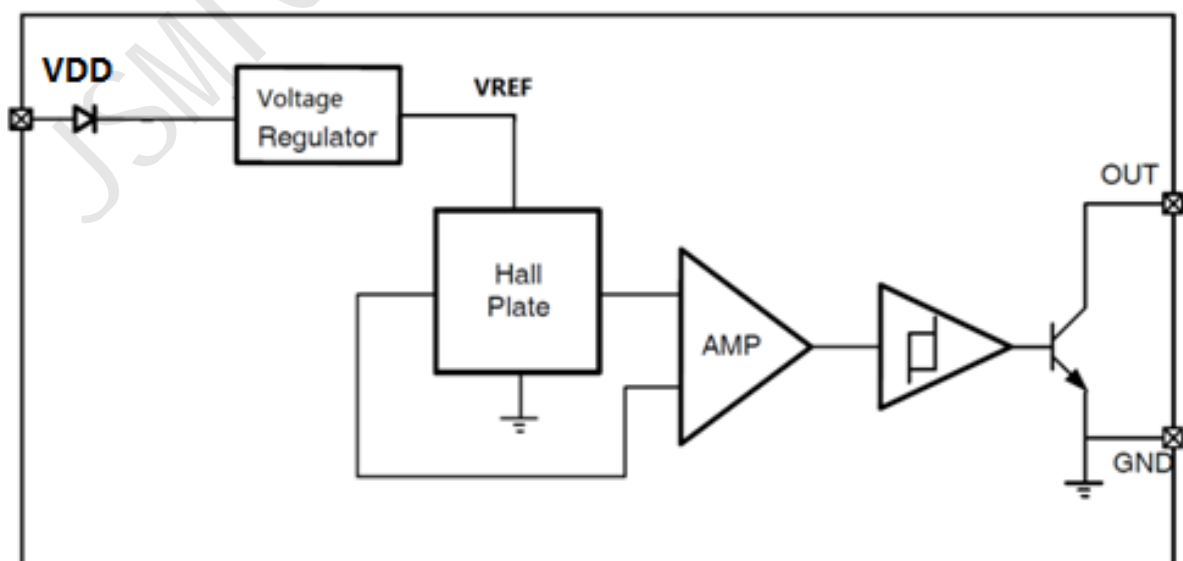 VDD
Voltage
Regulator
VREF
OUT
Hall
Plate
AMP
GND